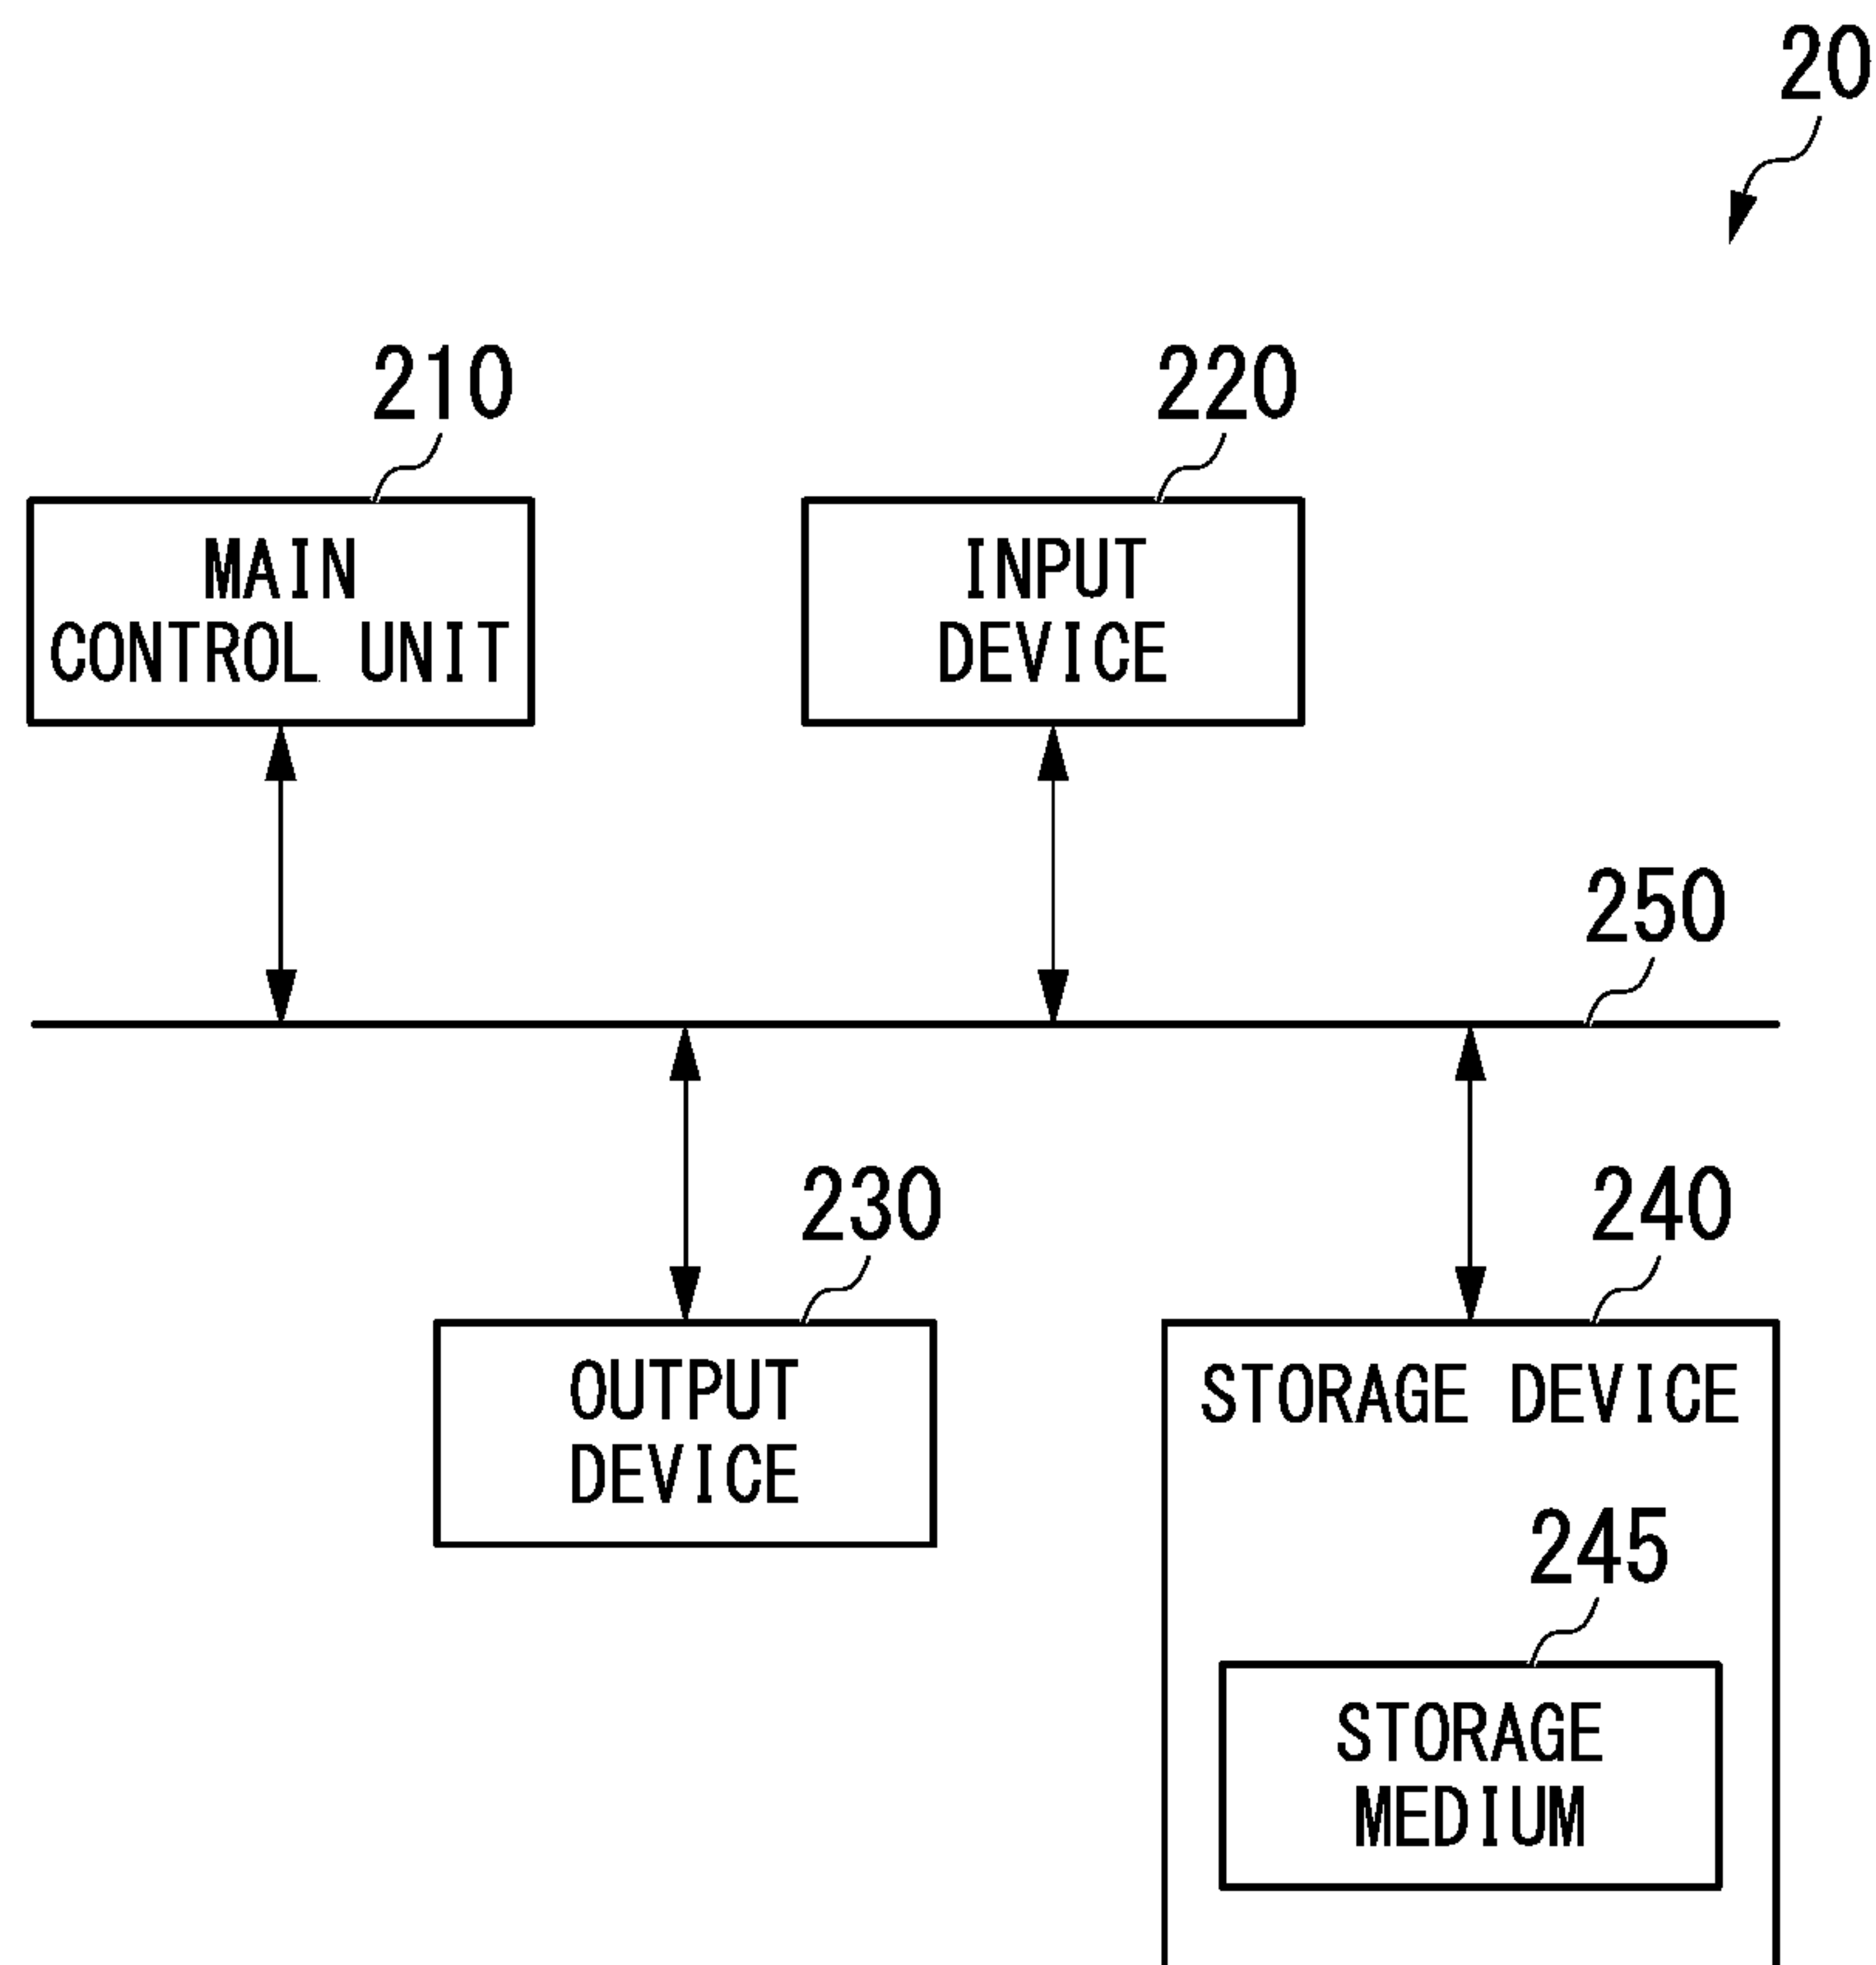 20
210
220
MAIN
CONTROL UNIT
INPUT
DEVICE
250
230
240
OUTPUT
DEVICE
STORAGE DEVICE
245
STORAGE
MEDIUM